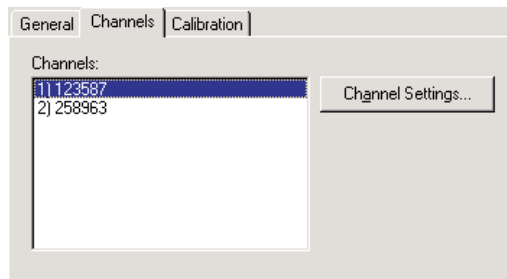 General Channels Calibration
Channels:
1) 123587
Channel Settings...
2) 258963